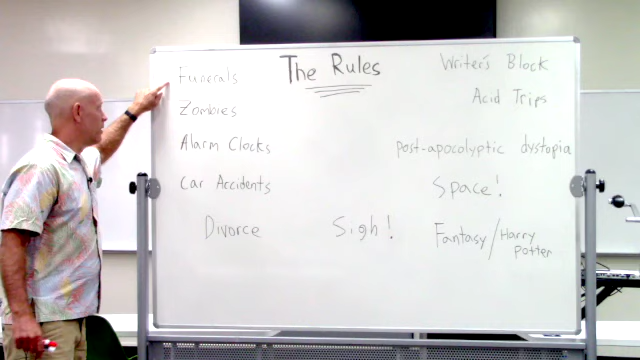 The Rules
Funerals
Zombies
Alarm Clocks
Car Accidents
Divorce
Sigh!
Writer's Block
Acid Trips
post-apocolyptic dystopia
Space!
Fantasy/Harry
Potter